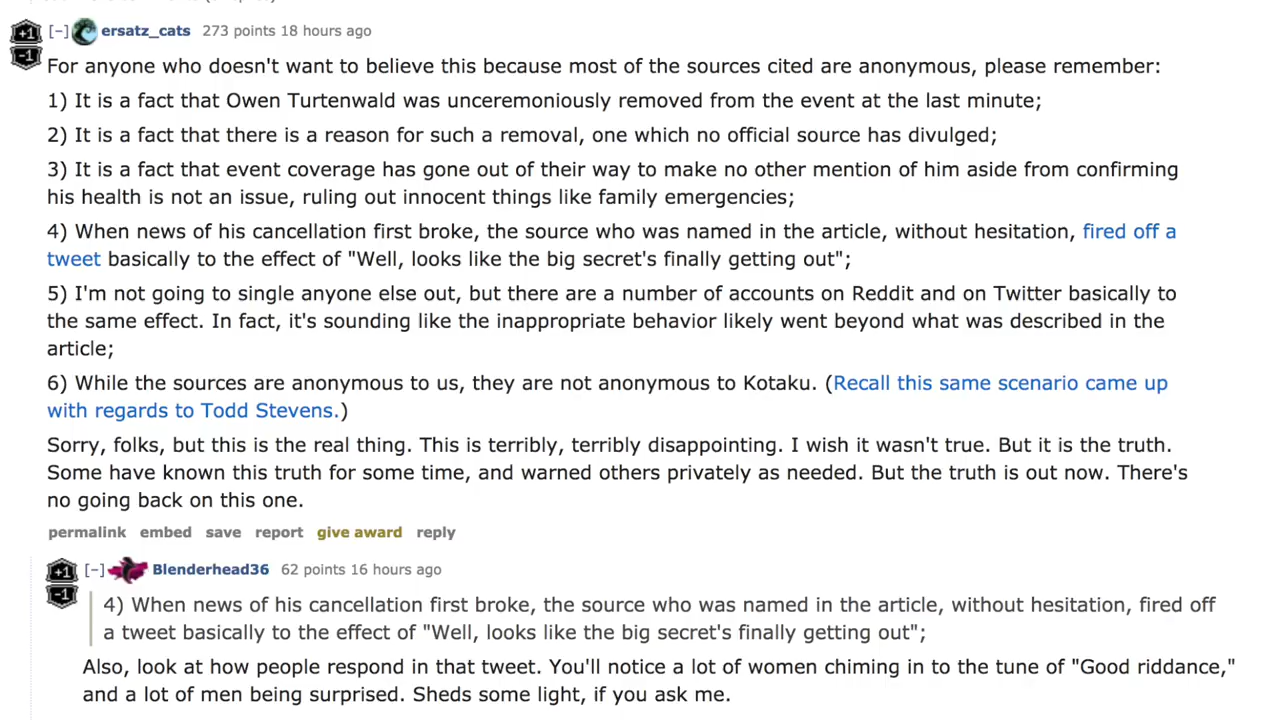 +1 [–] ersatz_cats 273 points 18 hours ago
-1
For anyone who doesn't want to believe this because most of the sources cited are anonymous, please remember:
1) It is a fact that Owen Turtenwald was unceremoniously removed from the event at the last minute;
2) It is a fact that there is a reason for such a removal, one which no official source has divulged;
3) It is a fact that event coverage has gone out of their way to make no other mention of him aside from confirming
his health is not an issue, ruling out innocent things like family emergencies;
4) When news of his cancellation first broke, the source who was named in the article, without hesitation, fired off a
tweet basically to the effect of "Well, looks like the big secret's finally getting out";
5) I'm not going to single anyone else out, but there are a number of accounts on Reddit and on Twitter basically to
the same effect. In fact, it's sounding like the inappropriate behavior likely went beyond what was described in the
article;
6) While the sources are anonymous to us, they are not anonymous to Kotaku. (Recall this same scenario came up
with regards to Todd Stevens.)
Sorry, folks, but this is the real thing. This is terribly, terribly disappointing. I wish it wasn't true. But it is the truth.
Some have known this truth for some time, and warned others privately as needed. But the truth is out now. There's
no going back on this one.
permalink embed save report give award reply
+1 [–] Blenderhead36 62 points 16 hours ago
-1
4) When news of his cancellation first broke, the source who was named in the article, without hesitation, fired off
a tweet basically to the effect of "Well, looks like the big secret's finally getting out";
Also, look at how people respond in that tweet. You'll notice a lot of women chiming in to the tune of "Good riddance,"
and a lot of men being surprised. Sheds some light, if you ask me.